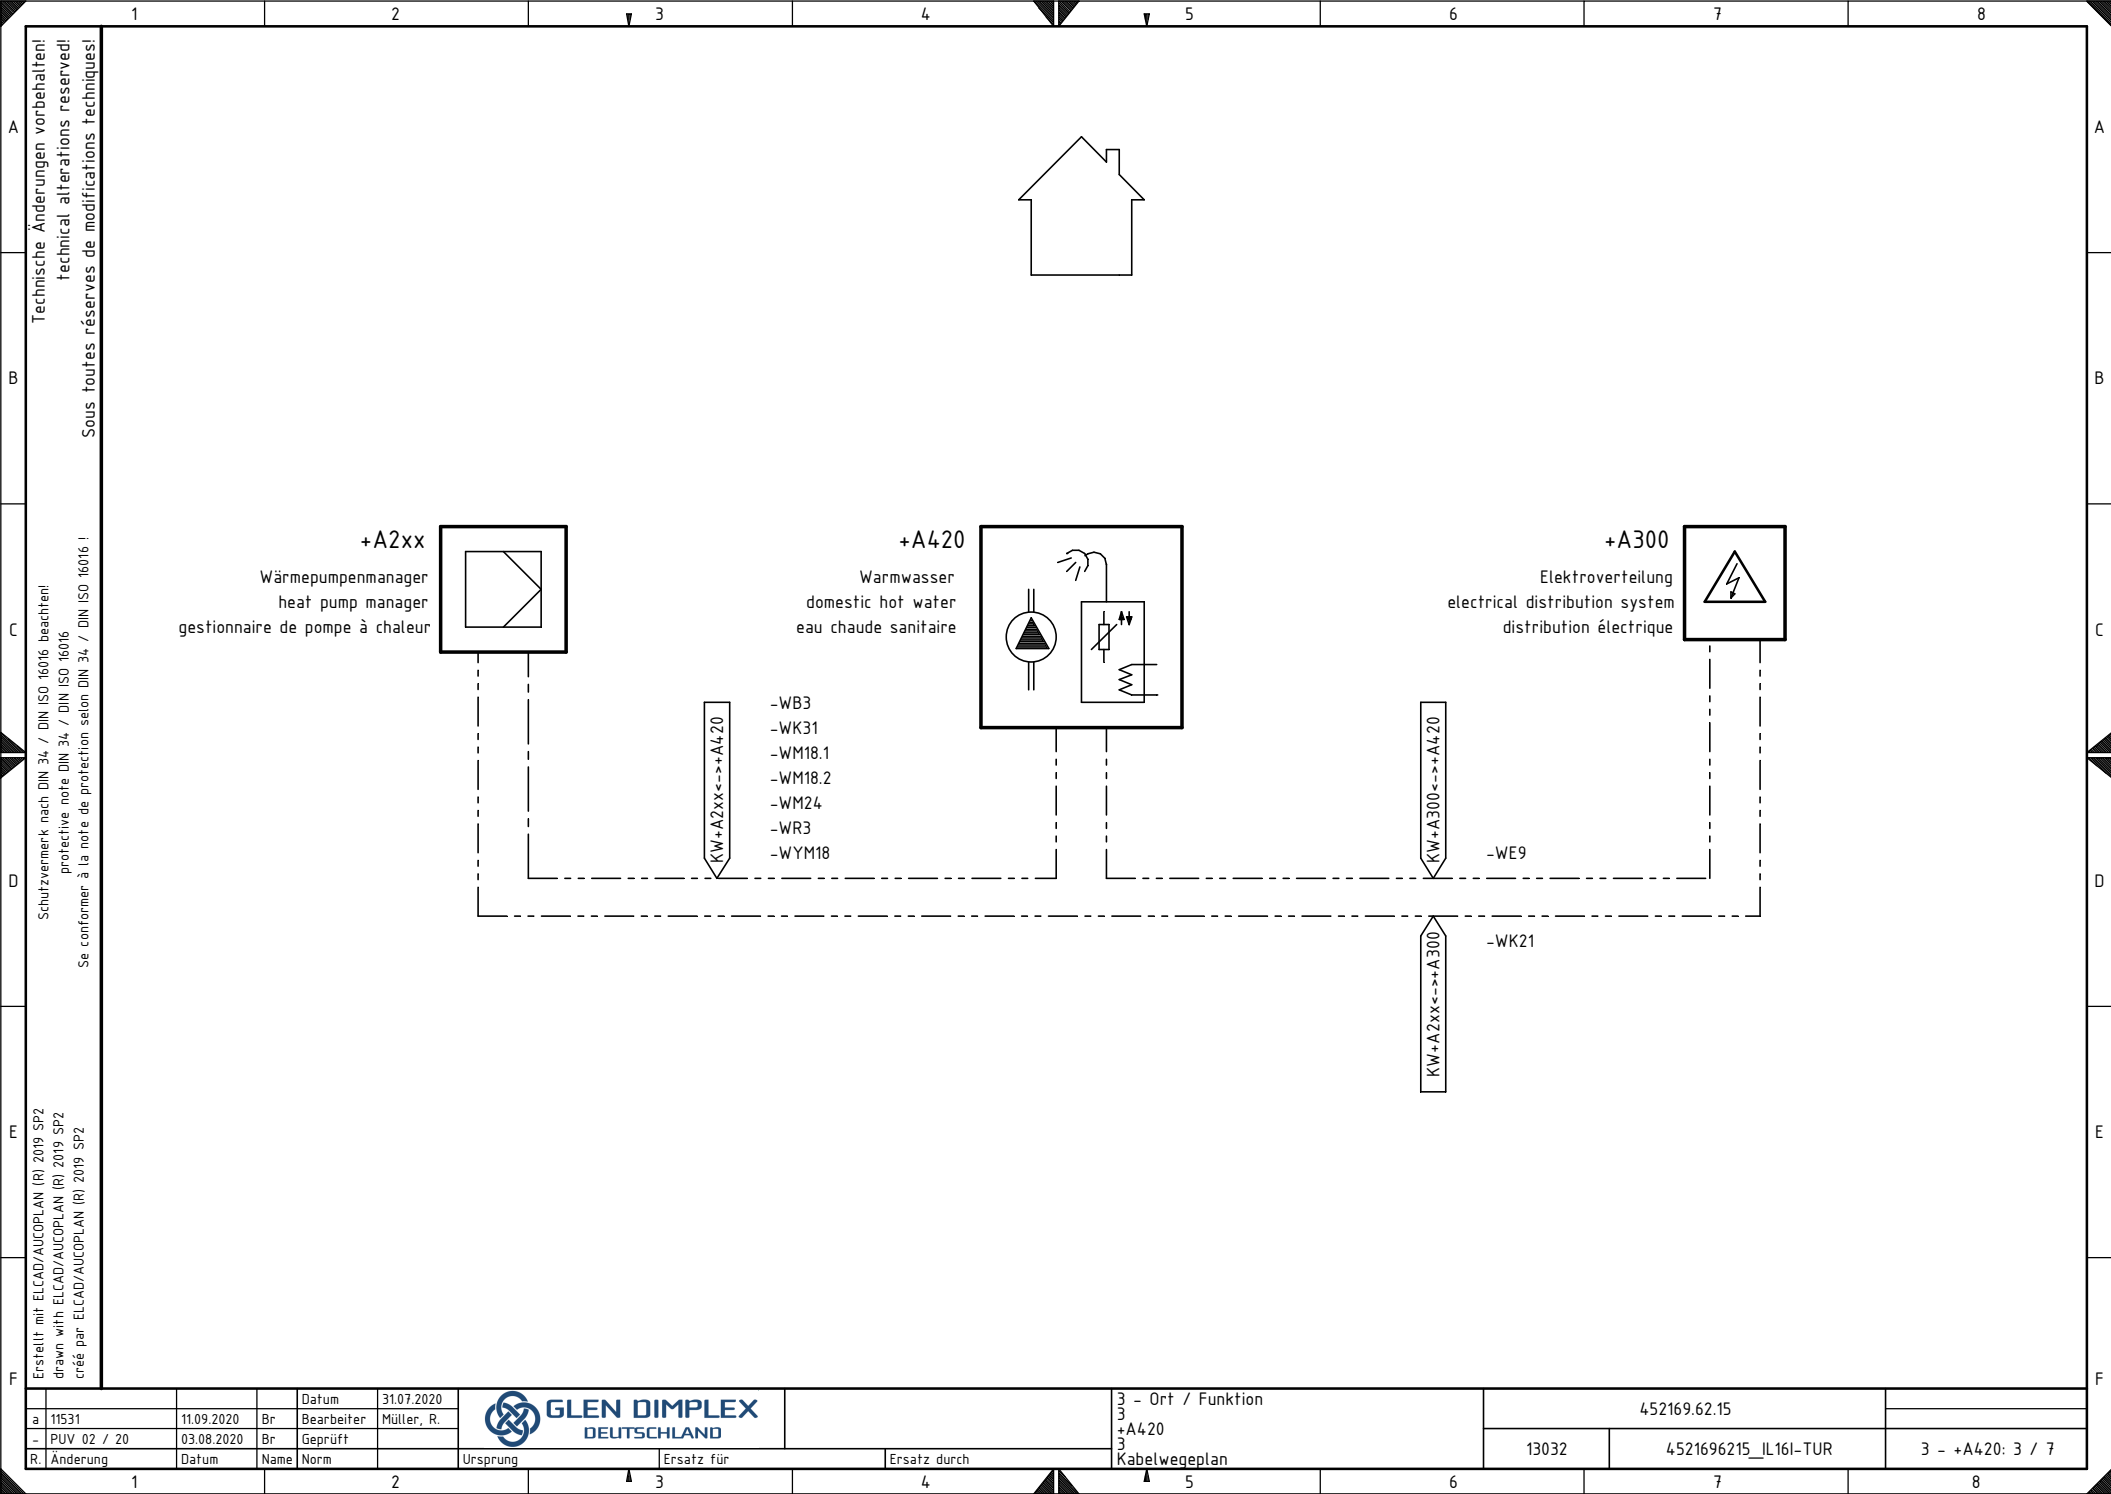 1 2 3 4 5 6 7 8
A A
B B
C C
D D
E E
F F
Technische Änderungen vorbehalten!
technical alterations reserved!
Sous toutes réserves de modifications techniques!
Schutzvermerk nach DIN 34 / DIN ISO 16016 beachten!
protective note DIN 34 / DIN ISO 16016
Se conformer à la note de protection selon DIN 34 / DIN ISO 16016 !
Erstellt mit ELCAD/AUCOPLAN (R) 2019 SP2
drawn with ELCAD/AUCOPLAN (R) 2019 SP2
créé par ELCAD/AUCOPLAN (R) 2019 SP2
+A2xx
Wärmepumpenmanager
heat pump manager
gestionnaire de pompe à chaleur
+A420
Warmwasser
domestic hot water
eau chaude sanitaire
+A300
Elektroverteilung
electrical distribution system
distribution électrique
KW+A2xx<->+A420
-WB3
-WK31
-WM18.1
-WM18.2
-WM24
-WR3
-WYM18
KW+A300<->+A420
-WE9
KW+A2xx<->+A300
-WK21
Datum 31.07.2020
a 11531 11.09.2020 Br Bearbeiter Müller, R.
- PUV 02 / 20 03.08.2020 Br Geprüft
R. Änderung Datum Name Norm
GLEN DIMPLEX
DEUTSCHLAND
Ursprung Ersatz für Ersatz durch
3 - Ort / Funktion
3
+A420
3
Kabelwegeplan
452169.62.15
13032 4521696215_IL16I-TUR 3 - +A420: 3 / 7
1 2 3 4 5 6 7 8